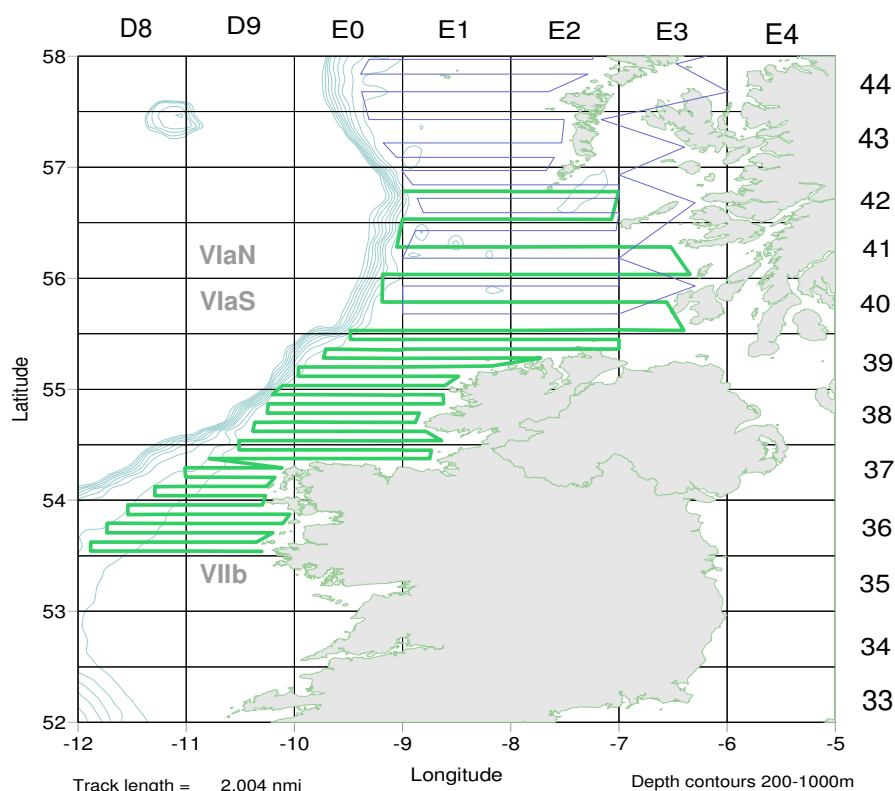 D8 D9 E0 E1 E2 E3 E4
58
44
43
57
42
VIaN
41
56
VIaS
40
Latitude
39
55
38
37
54
36
VIIb
35
53
34
33
52
-12 -11 -10 -9 -8 -7 -6 -5
Longitude
Track length = 2.004 nmi
Depth contours 200-1000m